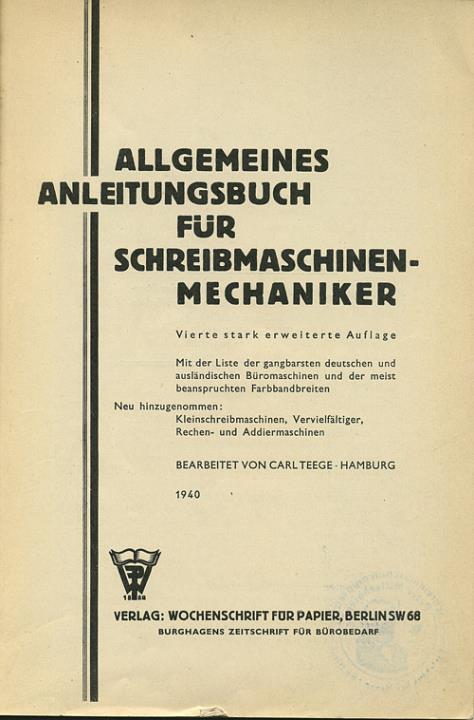 ALLGEMEINES
ANLEITUNGSBUCH
FÜR
SCHREIBMASCHINEN-
MECHANIKER
Vierte stark erweiterte Auflage
Mit der Liste der gangbarsten deutschen und
ausländischen Büromaschinen und der meist
beanspruchten Farbbandbreiten
Neu hinzugenommen:
Kleinschreibmaschinen, Vervielfältiger,
Rechen- und Addiermaschinen
BEARBEITET VON CARL TEEGE - HAMBURG
1940
VERLAG: WOCHENSCHRIFT FÜR PAPIER, BERLIN SW 68
BURGHAGENS ZEITSCHRIFT FÜR BÜROBEDARF